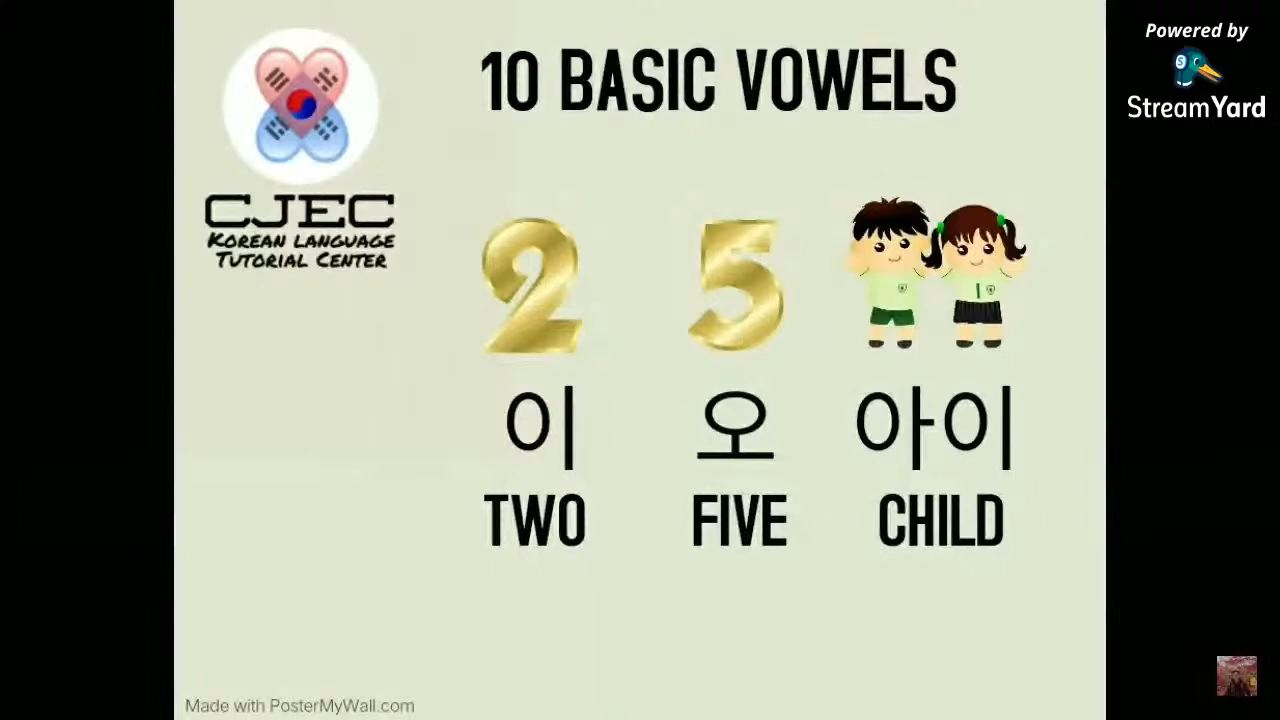 Powered by
StreamYard
10 BASIC VOWELS
CJEC
KOREAN LANGUAGE
TUTORIAL CENTER
2 5
이 오 아이
TWO FIVE CHILD
Made with PosterMyWall.com